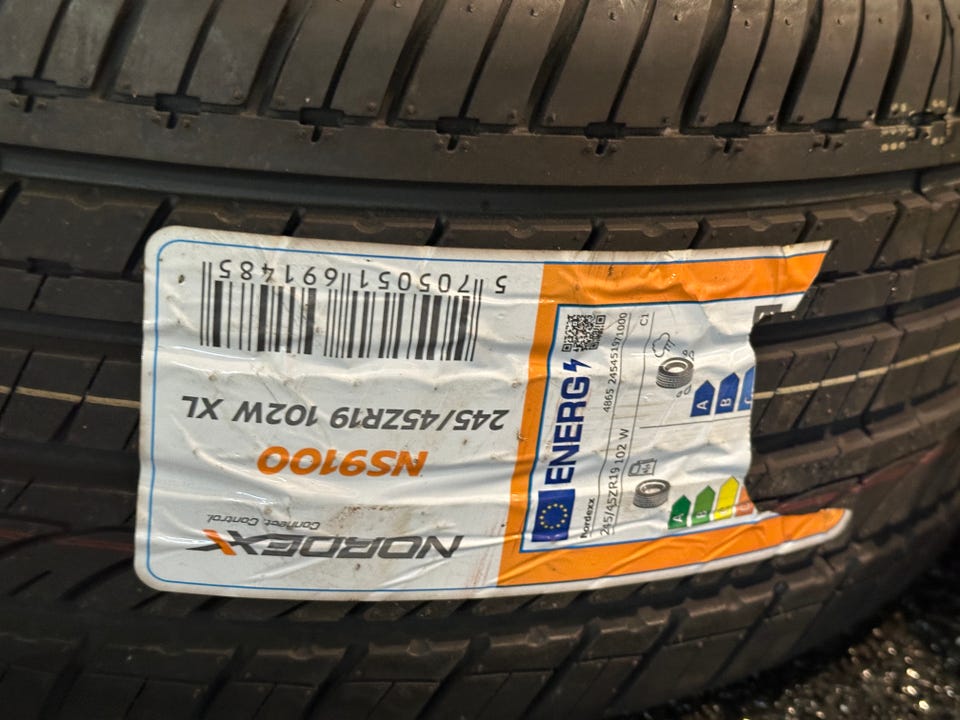 NORDEXX
Connect Control
NS9100
245/45ZR19 102W XL
5 705051 691485
ENERG
Nordexx
245/45ZR19 102 W
4865 2454519/1000
C1
A
B
C
A
B